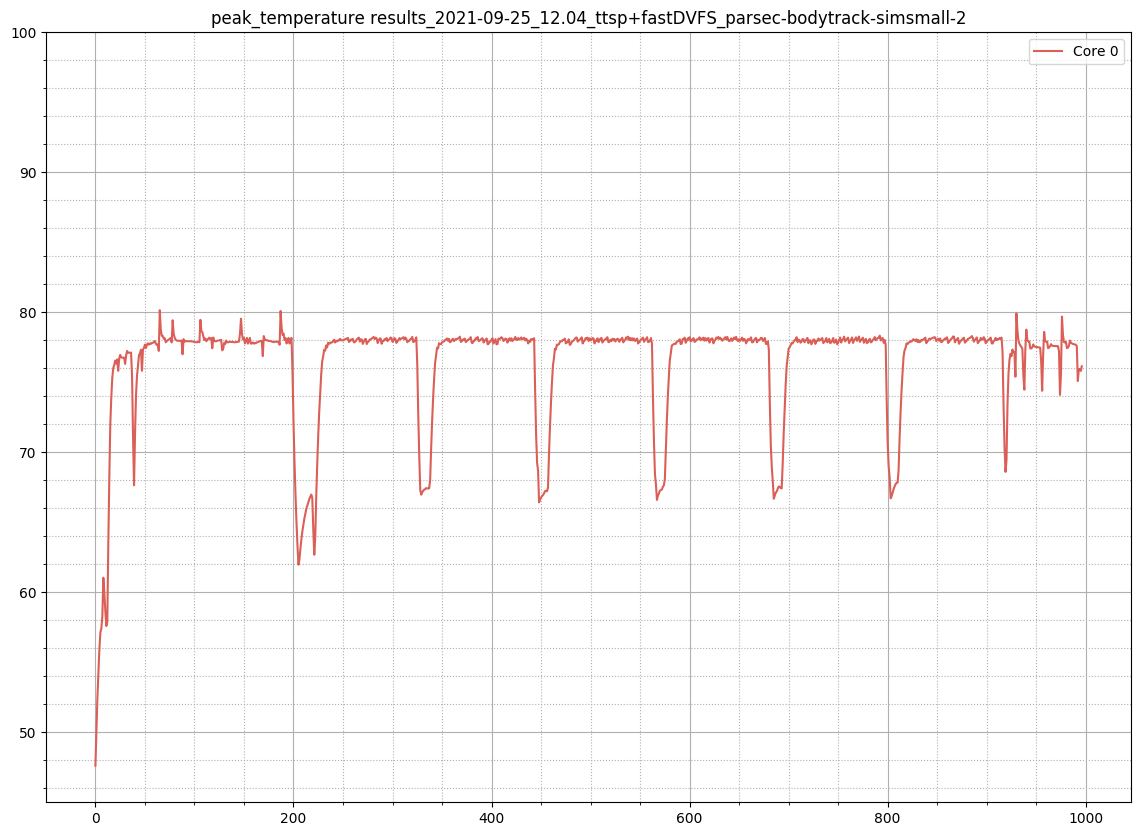 peak_temperature results_2021-09-25_12.04_ttsp+fastDVFS_parsec-bodytrack-simsmall-2
Core 0
100
90
80
70
60
50
0 200 400 600 800 1000